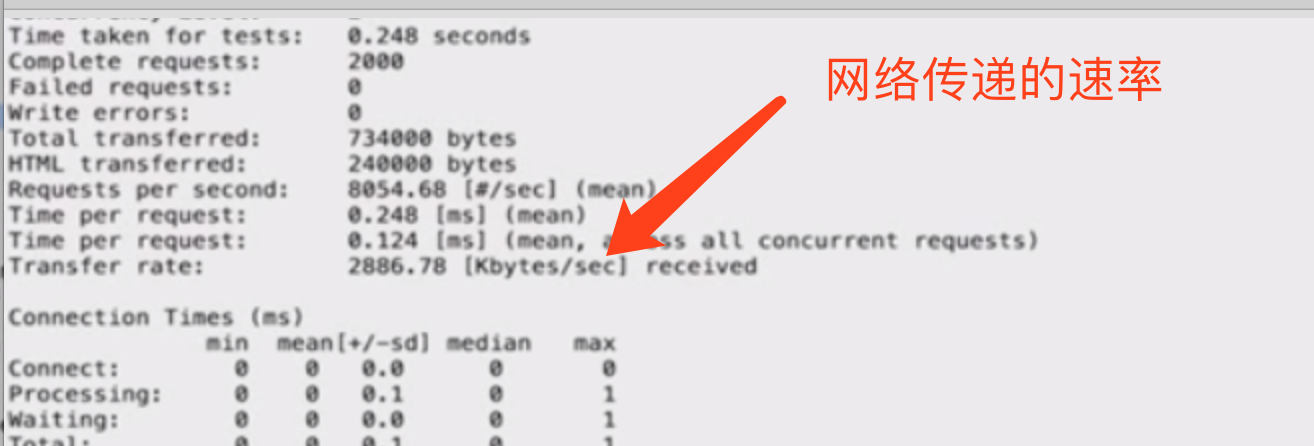 Time taken for tests: 0.248 seconds
网络传递的速率
Complete requests: 2000
Failed requests: 0
Write errors: 0
Total transferred: 734000 bytes
HTML transferred: 240000 bytes
Requests per second: 8054.68 [#/sec] (mean)
Time per request: 0.248 [ms] (mean)
Time per request: 0.124 [ms] (mean, all concurrent requests)
Transfer rate: 2886.78 [Kbytes/sec] received
Connection Times (ms)
min mean[+/-sd] median max
Connect: 0 0 0.0 0 0
Processing: 0 0 0.1 0 1
Waiting: 0 0 0.0 0 1
Total: 0 0 0.1 0 1